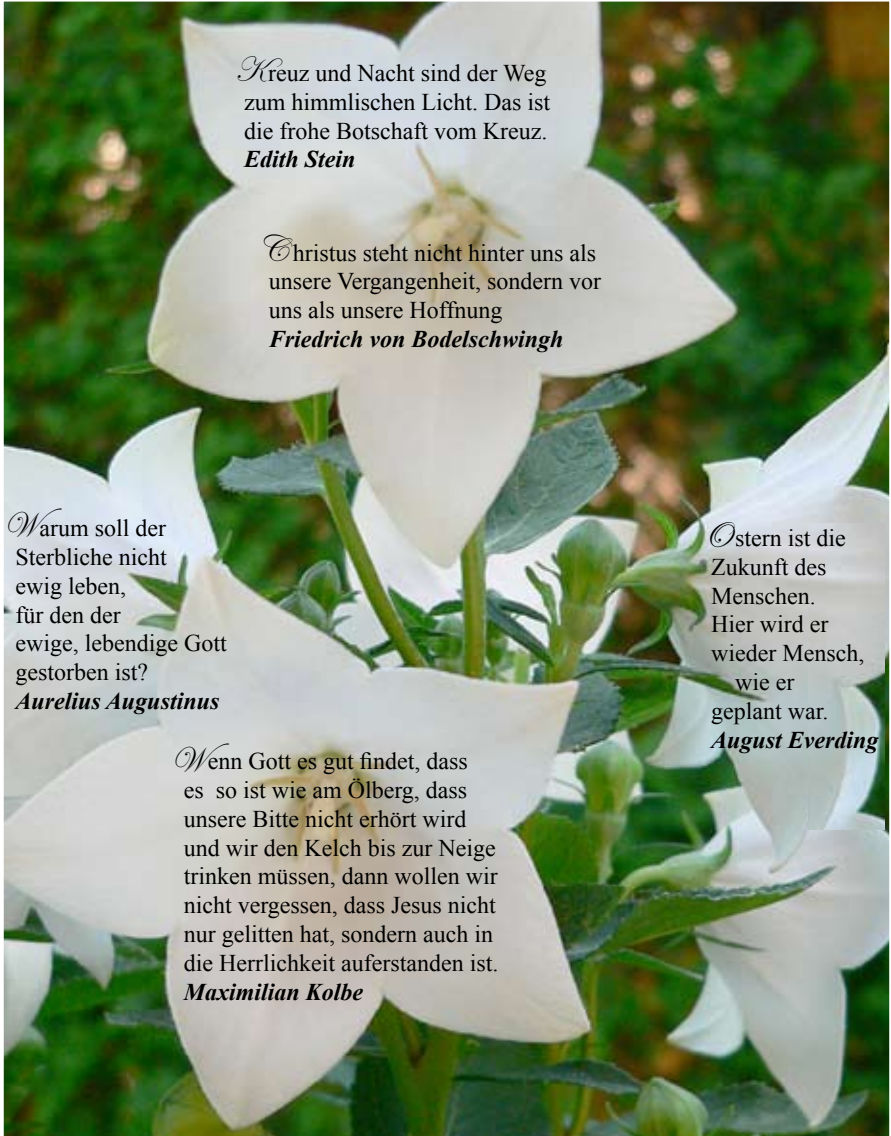 Kreuz und Nacht sind der Weg
zum himmlischen Licht. Das ist
die frohe Botschaft vom Kreuz.
Edith Stein
Christus steht nicht hinter uns als
unsere Vergangenheit, sondern vor
uns als unsere Hoffnung
Friedrich von Bodelschwingh
Warum soll der
Sterbliche nicht
ewig leben,
für den der
ewige, lebendige Gott
gestorben ist?
Aurelius Augustinus
Ostern ist die
Zukunft des
Menschen.
Hier wird er
wieder Mensch,
wie er
geplant war.
August Everding
Wenn Gott es gut findet, dass
es so ist wie am Ölberg, dass
unsere Bitte nicht erhört wird
und wir den Kelch bis zur Neige
trinken müssen, dann wollen wir
nicht vergessen, dass Jesus nicht
nur gelitten hat, sondern auch in
die Herrlichkeit auferstanden ist.
Maximilian Kolbe